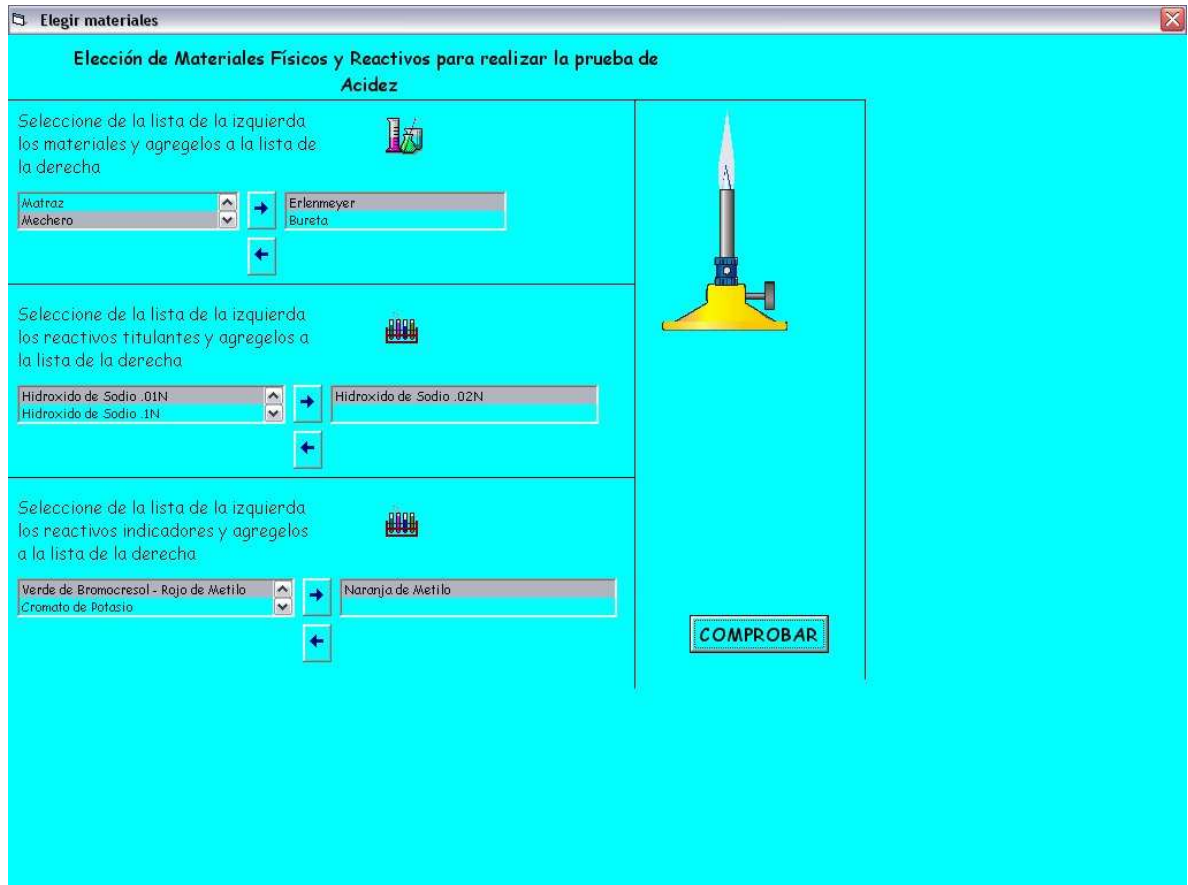 Elegir materiales
Elección de Materiales Físicos y Reactivos para realizar la prueba de
Acidez
Seleccione de la lista de la izquierda
los materiales y agregelos a la lista de
la derecha
Matraz
Mechero
Erlenmeyer
Bureta
Seleccione de la lista de la izquierda
los reactivos titulantes y agregelos a
la lista de la derecha
Hidroxido de Sodio .01N
Hidroxido de Sodio .1N
Hidroxido de Sodio .02N
Seleccione de la lista de la izquierda
los reactivos indicadores y agregelos
a la lista de la derecha
Verde de Bromocresol - Rojo de Metilo
Cromato de Potasio
Naranja de Metilo
COMPROBAR